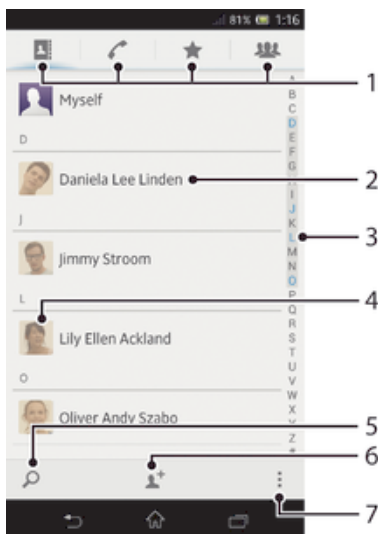 81% 1:16
1
Myself
A
B
C
D
E
F
G
H
I
J
K
L
M
N
O
P
Q
R
S
T
U
V
W
X
Y
Z
#
D
Daniela Lee Linden
2
J
3
Jimmy Stroom
L
4
Lily Ellen Ackland
O
Oliver Andy Szabo
5
6
7